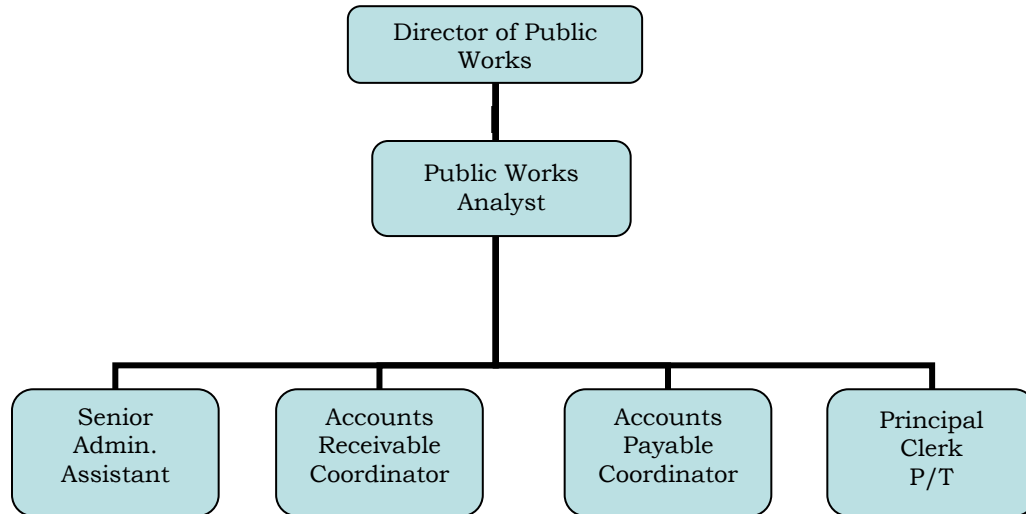 Director of Public
Works
Public Works
Analyst
Senior
Admin.
Assistant
Accounts
Receivable
Coordinator
Accounts
Payable
Coordinator
Principal
Clerk
P/T